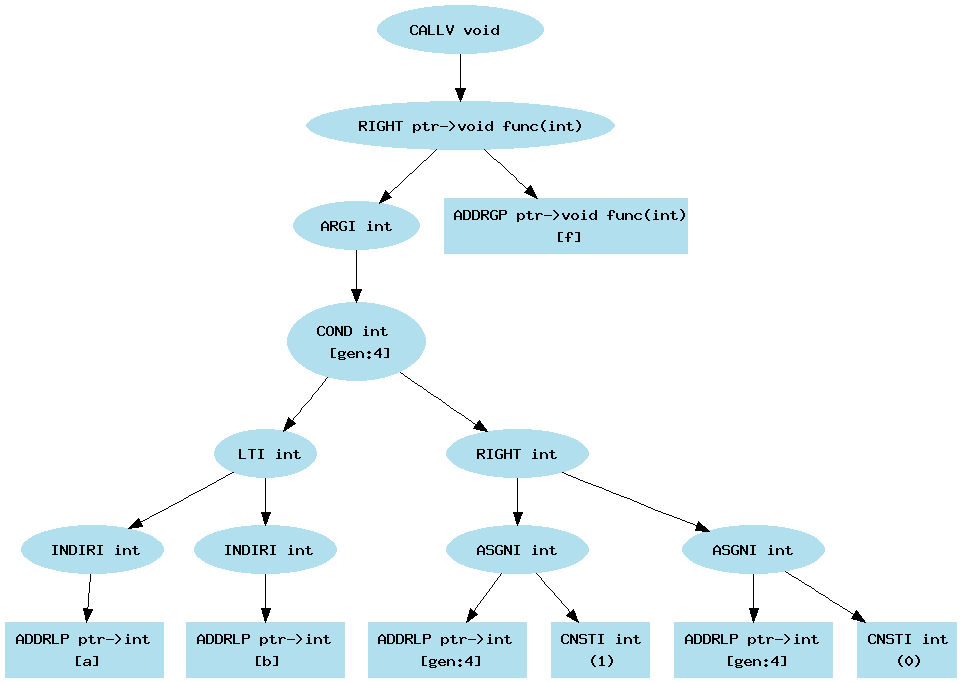 CALLV void
RIGHT ptr->void func(int)
ARGI int
ADDRGP ptr->void func(int)
[f]
COND int
[gen:4]
LTI int
RIGHT int
INDIRI int
INDIRI int
ASGNI int
ASGNI int
ADDRLP ptr->int
[a]
ADDRLP ptr->int
[b]
ADDRLP ptr->int
[gen:4]
CNSTI int
(1)
ADDRLP ptr->int
[gen:4]
CNSTI int
(0)